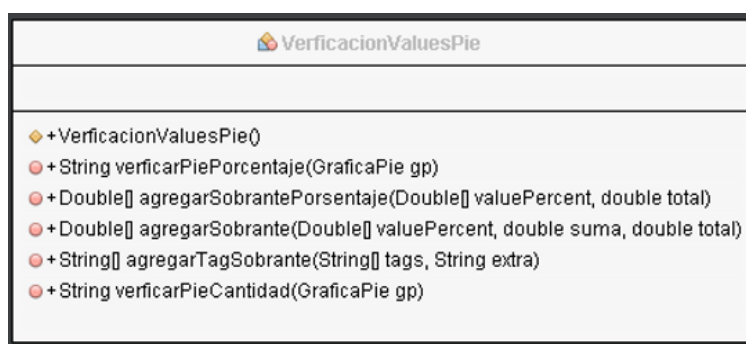 VerficacionValuesPie
+VerficacionValuesPie()
+String verficarPiePorcentaje(GraficaPie gp)
+Double[] agregarSobrantePorsentaje(Double[] valuePercent, double total)
+Double[] agregarSobrante(Double[] valuePercent, double suma, double total)
+String[] agregarTagSobrante(String[] tags, String extra)
+String verficarPieCantidad(GraficaPie gp)